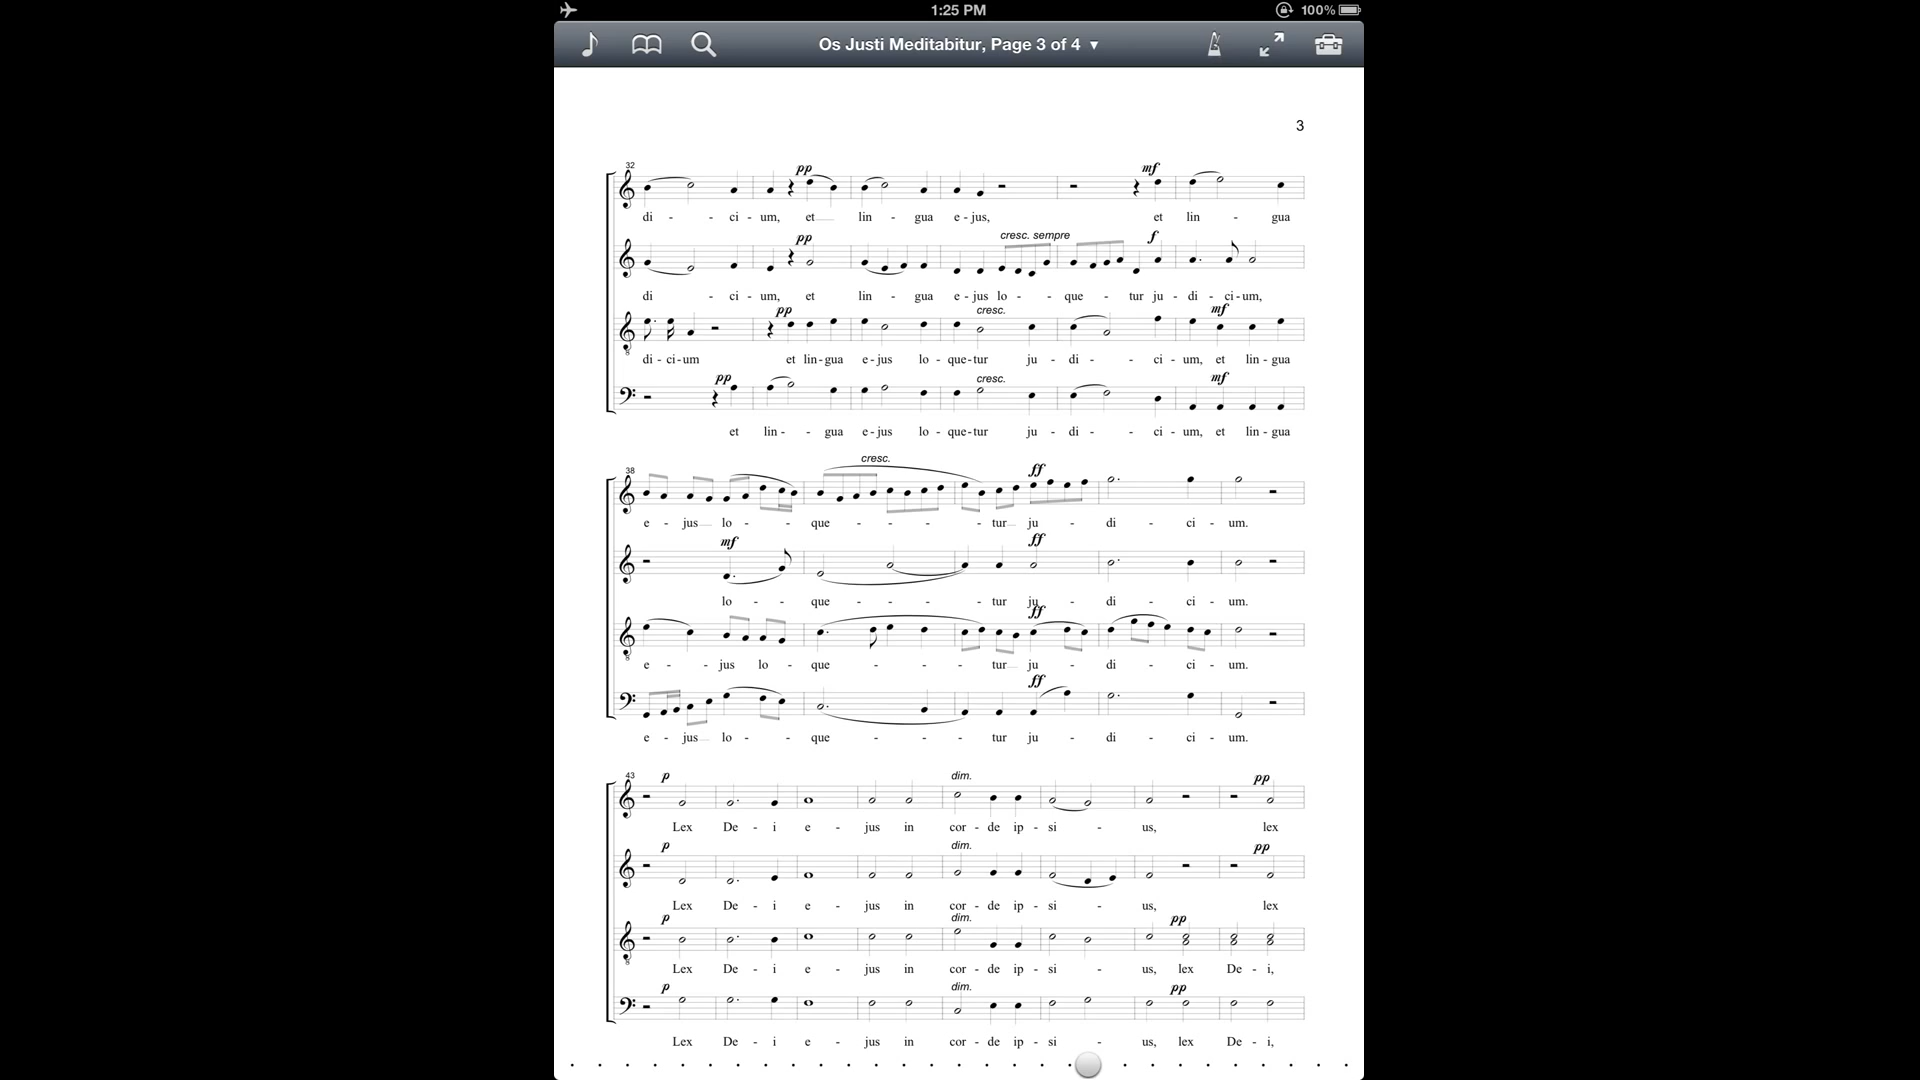 1:25 PM
100%
Os Justi Meditabitur, Page 3 of 4 ▼
3
32
pp mf
di - - ci - um, et lin - gua e - jus, et lin - gua
pp cresc. sempre f
di - ci - um, et lin - gua e - jus lo - - que - tur ju - di - ci - um,
pp cresc. mf
di - ci - um et lin - gua e - jus lo - que - tur ju - di - - ci - um, et lin - gua
pp cresc. mf
et lin - - gua e - jus lo - que - tur ju - di - - ci - um, et lin - gua
38
cresc. ff
e - jus lo - - que - - - - tur ju - di - ci - um.
mf ff
lo - - que - - - - tur ju - di - ci - um.
ff
e - - jus lo - que - - - - tur ju - di - ci - um.
ff
e - jus lo - - que - - - tur ju - di - ci - um.
43
p dim. pp
Lex De - i e - jus in cor - de ip - si - us, lex
p dim. pp
Lex De - i e - jus in cor - de ip - si - us, lex
p dim. pp
Lex De - i e - jus in cor - de ip - si - us, lex De - i,
p dim. pp
Lex De - i e - jus in cor - de ip - si - us, lex De - i,